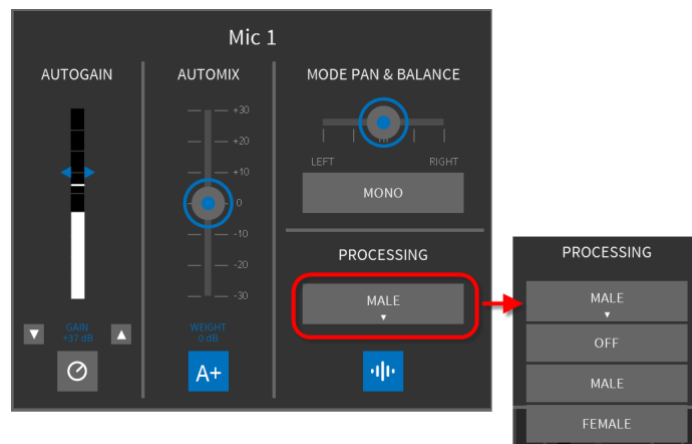 Mic 1
AUTOGAIN
AUTOMIX
MODE PAN & BALANCE
+30
+20
+10
0
-10
-20
-30
LEFT RIGHT
MONO
PROCESSING
MALE
GAIN
+37 dB
WEIGHT
0 dB
A+
PROCESSING
MALE
OFF
MALE
FEMALE